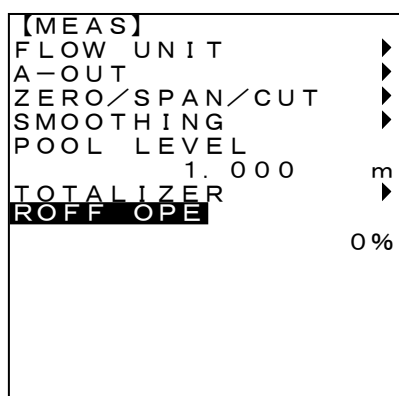 【MEAS】
FLOW UNIT
A－OUT
ZERO／SPAN／CUT
SMOOTHING
POOL LEVEL
1. 000 m
TOTALIZER
ROFF OPE
0%